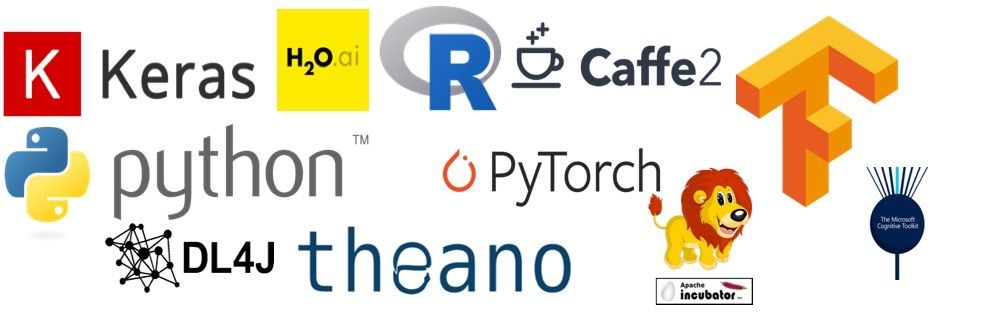 K Keras
H2O.ai
R
Caffe2
python™
PyTorch
The Microsoft
Cognitive Toolkit
DL4J
theano
Apache
incubator